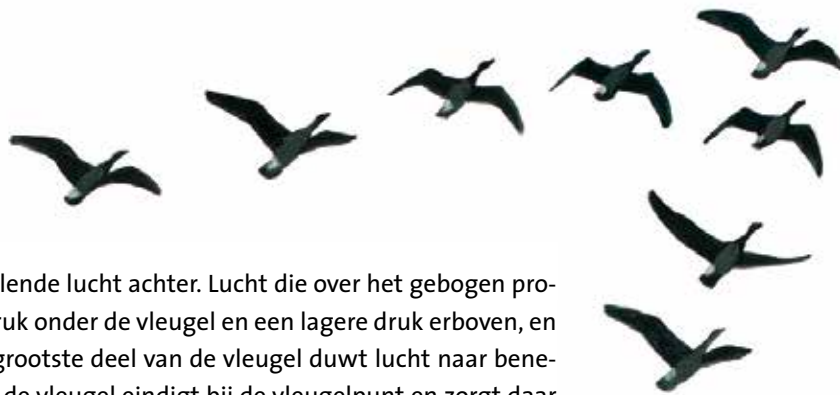 lende lucht achter. Lucht die over het gebogen pro-
ruk onder de vleugel en een lagere druk erboven, en
grootste deel van de vleugel duwt lucht naar bene-
de vleugel eindigt bij de vleugelpunt en zorgt daar